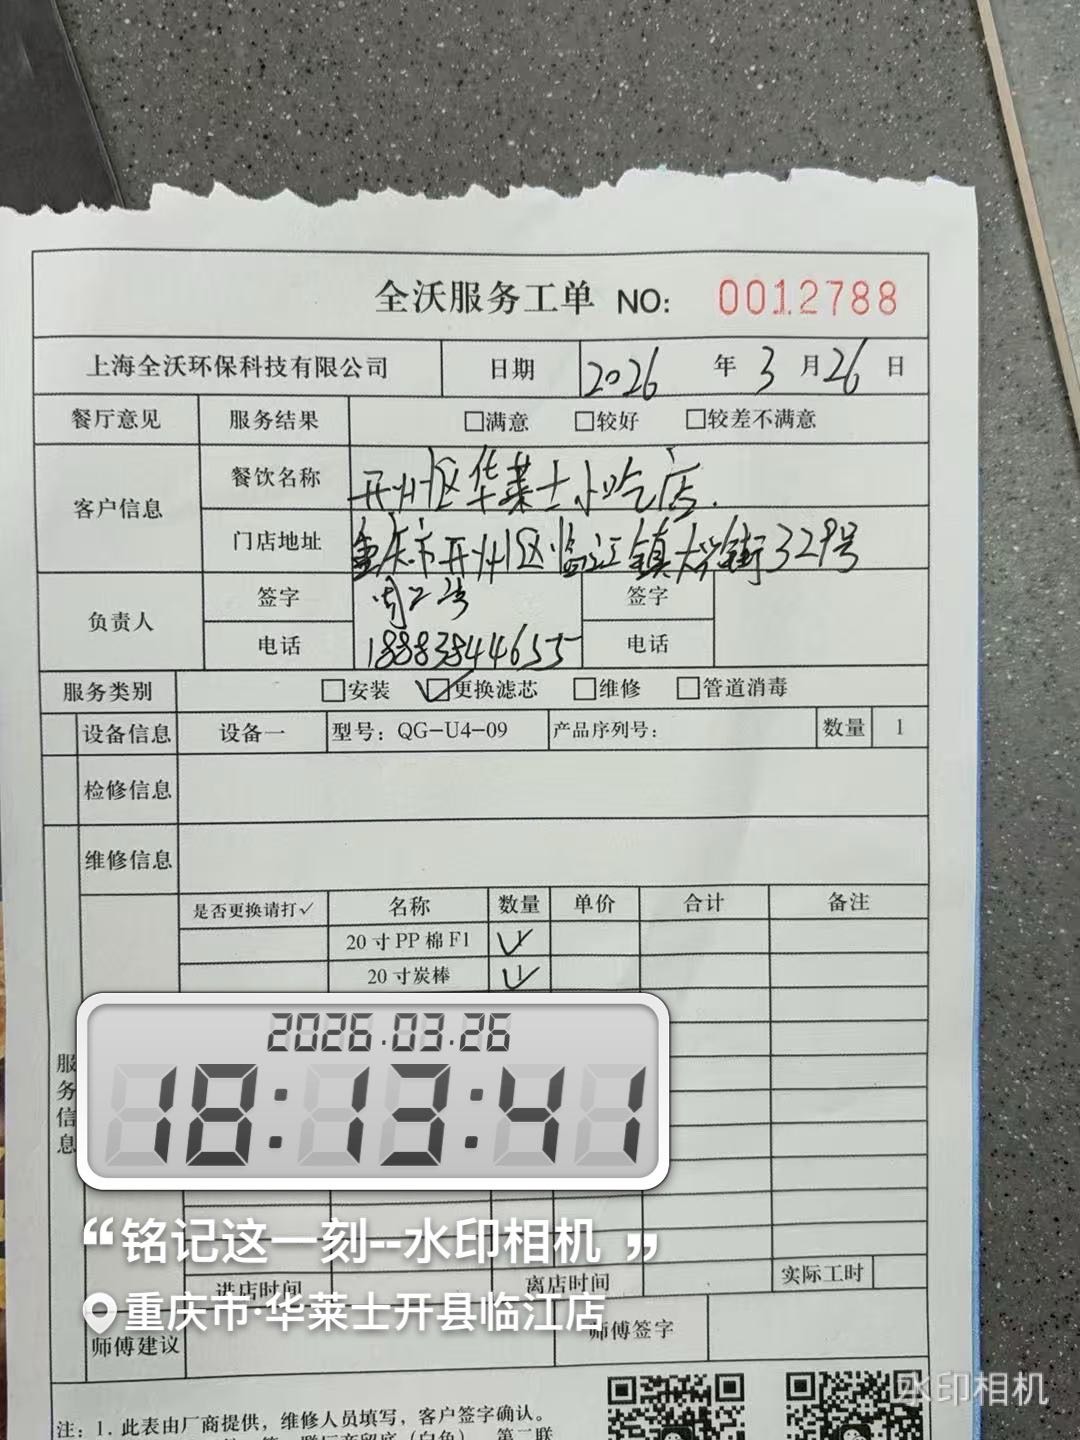 全沃服务工单 NO: 0012788
上海全沃环保科技有限公司 日期 2026 年 3 月 26 日
餐厅意见 服务结果 □满意 □较好 □较差不满意
客户信息 餐饮名称 开州区华莱士小吃店.
门店地址 重庆市开州区临江镇大街329号
负责人 签字 签字
电话 18883844655 电话
服务类别 □安装 ☑更换滤芯 □维修 □管道消毒
设备信息 设备一 型号：QG-U4-09 产品序列号： 数量 1
检修信息
维修信息
是否更换请打✓ 名称 数量 单价 合计 备注
20寸PP棉F1 1
20寸炭棒 1
服务信息
2026.03.26
18:13:41
“铭记这一刻--水印相机”
进店时间 离店时间 实际工时
重庆市·华莱士开县临江店
师傅建议 师傅签字
水印相机
注：1. 此表由厂商提供，维修人员填写，客户签字确认。